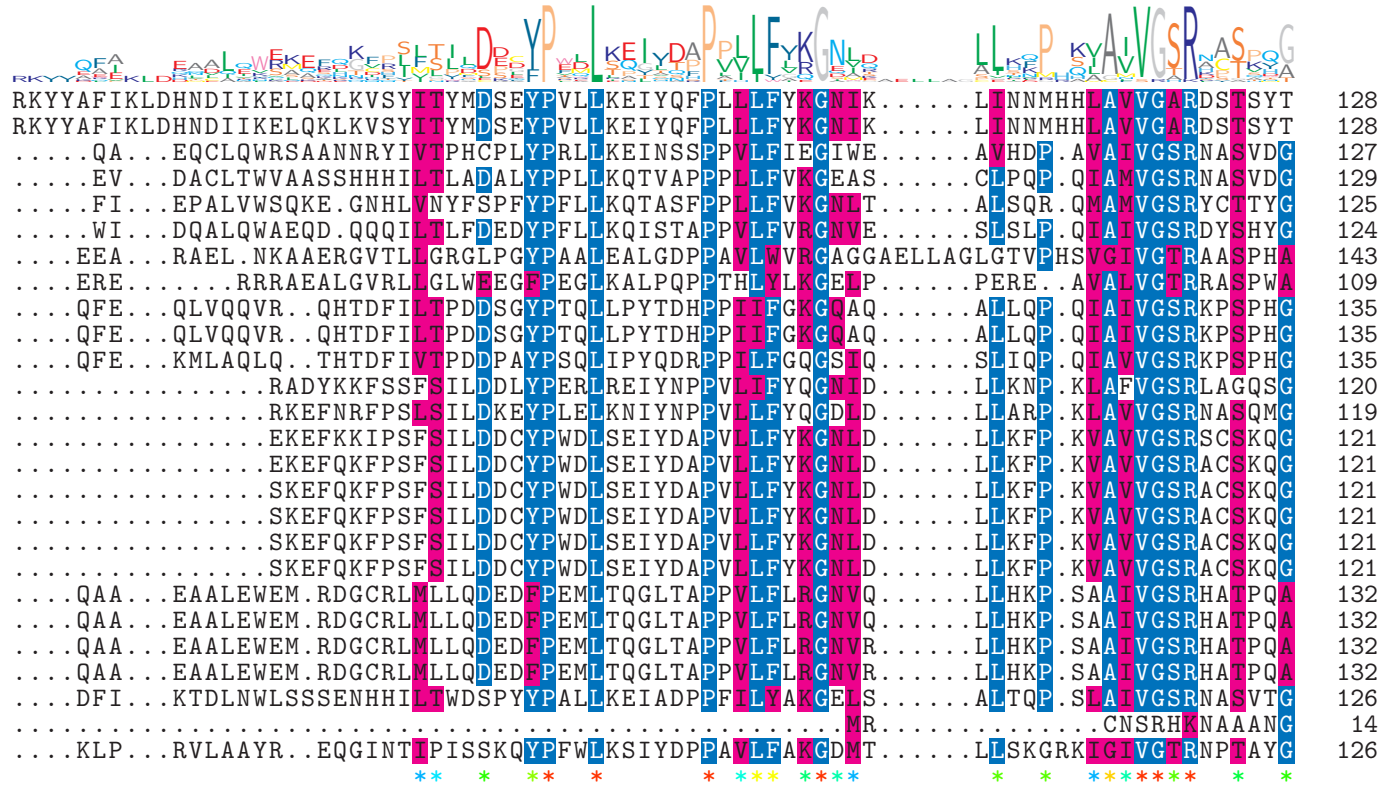 RKYYAFIKLDHNDIIKELQKLKVSYITYMDSEYPVLLKEIYQFPLLLFYKGNIK......LINNMHHLAVVGARDSTSYT 128
RKYYAFIKLDHNDIIKELQKLKVSYITYMDSEYPVLLKEIYQFPLLLFYKGNIK......LINNMHHLAVVGARDSTSYT 128
.....QA...EQCLQWRSAANNRYIVTPHCPLYPRLLKEINSSPPVLFIEGIWE......AVHDP.AVAIVGSRNASVDG 127
.....EV...DACLTWVAASSHHHILTLADALYPPLLKQTVAPPPLLFVKGEAS......CLPQP.QIAMVGSRNASVDG 129
.....FI...EPALVWSQKE.GNHLVNYFSPFYPFLLKQTASFPPLLFVKGNLT......ALSQR.QMAMVGSRYCTTYG 125
.....WI...DQALQWAEQD.QQQILTLFDEDYPFLLKQISTAPPVLFVRGNVE......SLSLP.QIAIVGSRDYSHYG 124
....EEA...RAEL.NKAAERGVTLLGRGLPGYPAALEALGDPPAVLWVRGAGGAELLAGLGTVPHSVGIVGTRAASPHA 143
....ERE.......RRRAEALGVRLLGLWEEGFPEGLKALPQPPTHLYLKGELP......PERE..AVALVGTRRASPWA 109
....QFE...QLVQQVR..QHTDFILTPDDSGYPTQLLPYTDHPPIIFGKGQAQ......ALLQP.QIAIVGSRKPSPHG 135
....QFE...QLVQQVR..QHTDFILTPDDSGYPTQLLPYTDHPPIIFGKGQAQ......ALLQP.QIAIVGSRKPSPHG 135
....QFE...KMLAQLQ..THTDFIVTPDDPAYPSQLIPYQDRPPILFGQGSIQ......SLIQP.QIAVVGSRKPSPHG 135
................RADYKKFSSFSILDDLYPERLREIYNPPVLIFYQGNID......LLKNP.KLAFVGSRLAGQSG 120
................RKEFNRFPSLSILDKEYPLELKNIYNPPVLLFYQGDLD......LLARP.KLAVVGSRNASQMG 119
................EKEFKKIPSFSILDDCYPWDLSEIYDAPVLLFYKGNLD......LLKFP.KVAVVGSRSCSKQG 121
................EKEFQKFPSFSILDDCYPWDLSEIYDAPVLLFYKGNLD......LLKFP.KVAVVGSRACSKQG 121
................SKEFQKFPSFSILDDCYPWDLSEIYDAPVLLFYKGNLD......LLKFP.KVAVVGSRACSKQG 121
................SKEFQKFPSFSILDDCYPWDLSEIYDAPVLLFYKGNLD......LLKFP.KVAVVGSRACSKQG 121
................SKEFQKFPSFSILDDCYPWDLSEIYDAPVLLFYKGNLD......LLKFP.KVAVVGSRACSKQG 121
................SKEFQKFPSFSILDDCYPWDLSEIYDAPVLLFYKGNLD......LLKFP.KVAVVGSRACSKQG 121
....QAA...EAALEWEM.RDGCRLMLLQDEDFPEMLTQGLTAPPVLFLRGNVQ......LLHKP.SAAIVGSRHATPQA 132
....QAA...EAALEWEM.RDGCRLMLLQDEDFPEMLTQGLTAPPVLFLRGNVQ......LLHKP.SAAIVGSRHATPQA 132
....QAA...EAALEWEM.RDGCRLMLLQDEDFPEMLTQGLTAPPVLFLRGNVR......LLHKP.SAAIVGSRHATPQA 132
....QAA...EAALEWEM.RDGCRLMLLQDEDFPEMLTQGLTAPPVLFLRGNVR......LLHKP.SAAIVGSRHATPQA 132
....DFI...KTDLNWLSSSENHHILTWDSPYYPALLKEIADPPFILYAKGELS......ALTQP.SLAIVGSRNASVTG 126
....................................................MR..............CNSRHKNAAANG 14
....KLP...RVLAAYR..EQGINTIPISSKQYPFWLKSIYDPPAVLFAKGDMT......LLSKGRKIGIVGTRNPTAYG 126
** * ** * * *** **** * * ******* * *